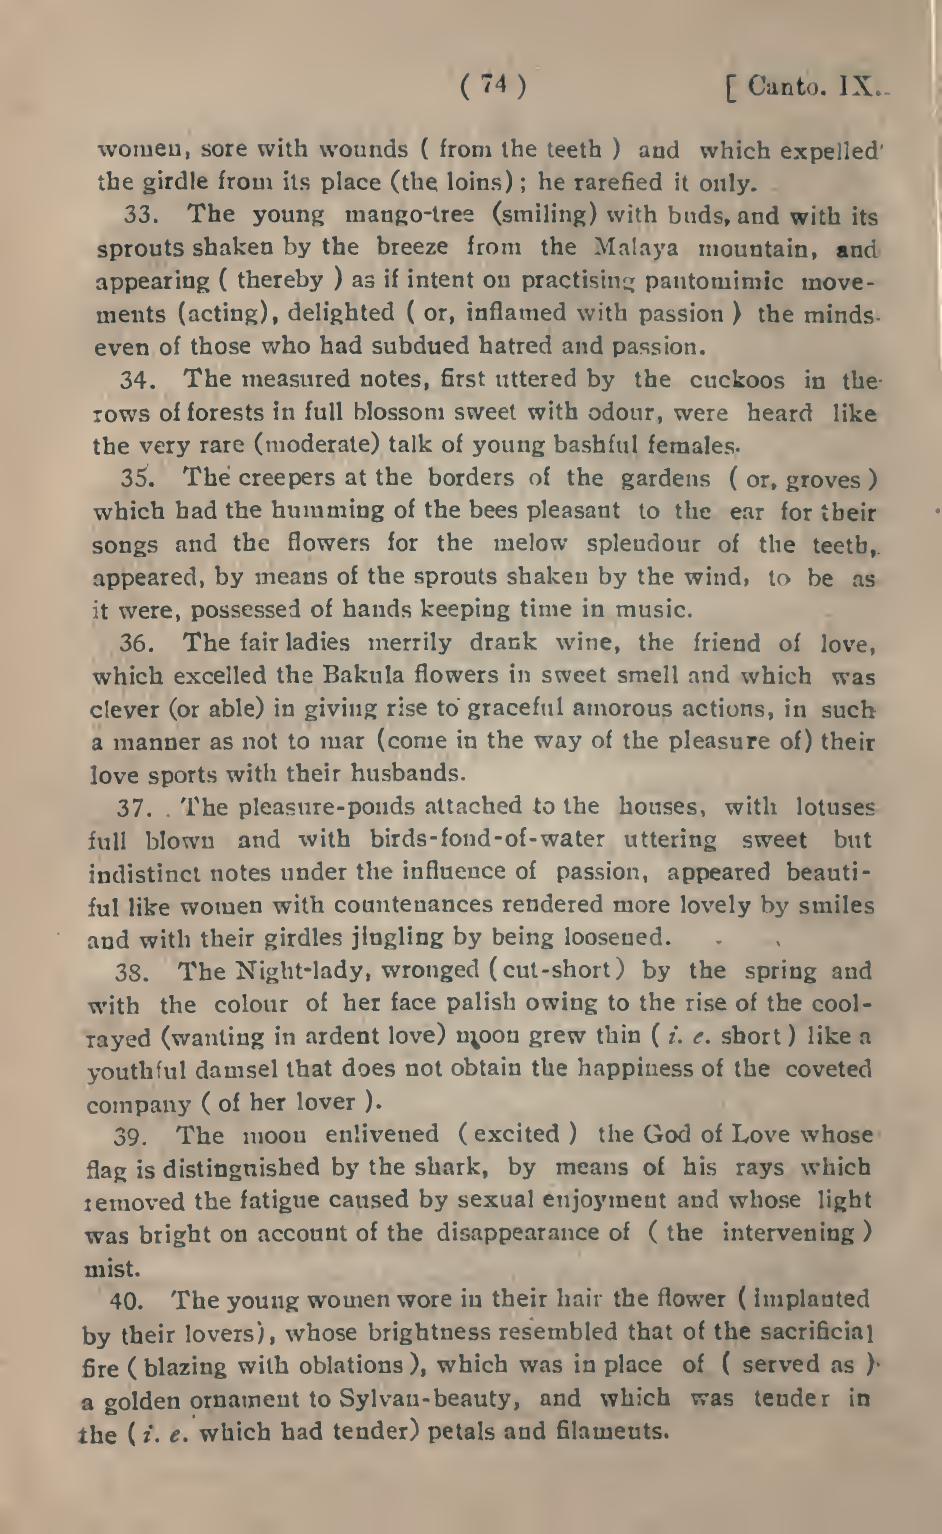 ( 74 ) [ Canto. IX.
women, sore with wounds ( from the teeth ) and which expelled
the girdle from its place (the loins) ; he rarefied it only.
33. The young mango-tree (smiling) with buds, and with its
sprouts shaken by the breeze from the Malaya mountain, and
appearing ( thereby ) as if intent on practising pantomimic move-
ments (acting), delighted ( or, inflamed with passion ) the minds
even of those who had subdued hatred and passion.
34. The measured notes, first uttered by the cuckoos in the
rows of forests in full blossom sweet with odour, were heard like
the very rare (moderate) talk of young bashful females.
35. The creepers at the borders of the gardens ( or, groves )
which had the humming of the bees pleasant to the ear for their
songs and the flowers for the melow splendour of the teeth,
appeared, by means of the sprouts shaken by the wind, to be as
it were, possessed of hands keeping time in music.
36. The fair ladies merrily drank wine, the friend of love,
which excelled the Bakula flowers in sweet smell and which was
clever (or able) in giving rise to graceful amorous actions, in such
a manner as not to mar (come in the way of the pleasure of) their
love sports with their husbands.
37. The pleasure-ponds attached to the houses, with lotuses
full blown and with birds-fond-of-water uttering sweet but
indistinct notes under the influence of passion, appeared beauti-
ful like women with countenances rendered more lovely by smiles
and with their girdles jingling by being loosened.
38. The Night-lady, wronged (cut-short) by the spring and
with the colour of her face palish owing to the rise of the cool-
rayed (wanting in ardent love) moon grew thin ( i. e. short ) like a
youthful damsel that does not obtain the happiness of the coveted
company ( of her lover ).
39. The moon enlivened ( excited ) the God of Love whose
flag is distingnished by the shark, by means of his rays which
removed the fatigue caused by sexual enjoyment and whose light
was bright on account of the disappearance of ( the intervening )
mist.
40. The young women wore in their hair the flower ( implanted
by their lovers), whose brightness resembled that of the sacrificial
fire ( blazing with oblations ), which was in place of ( served as )
a golden ornament to Sylvan-beauty, and which was tender in
the ( i. e. which had tender) petals and filaments.